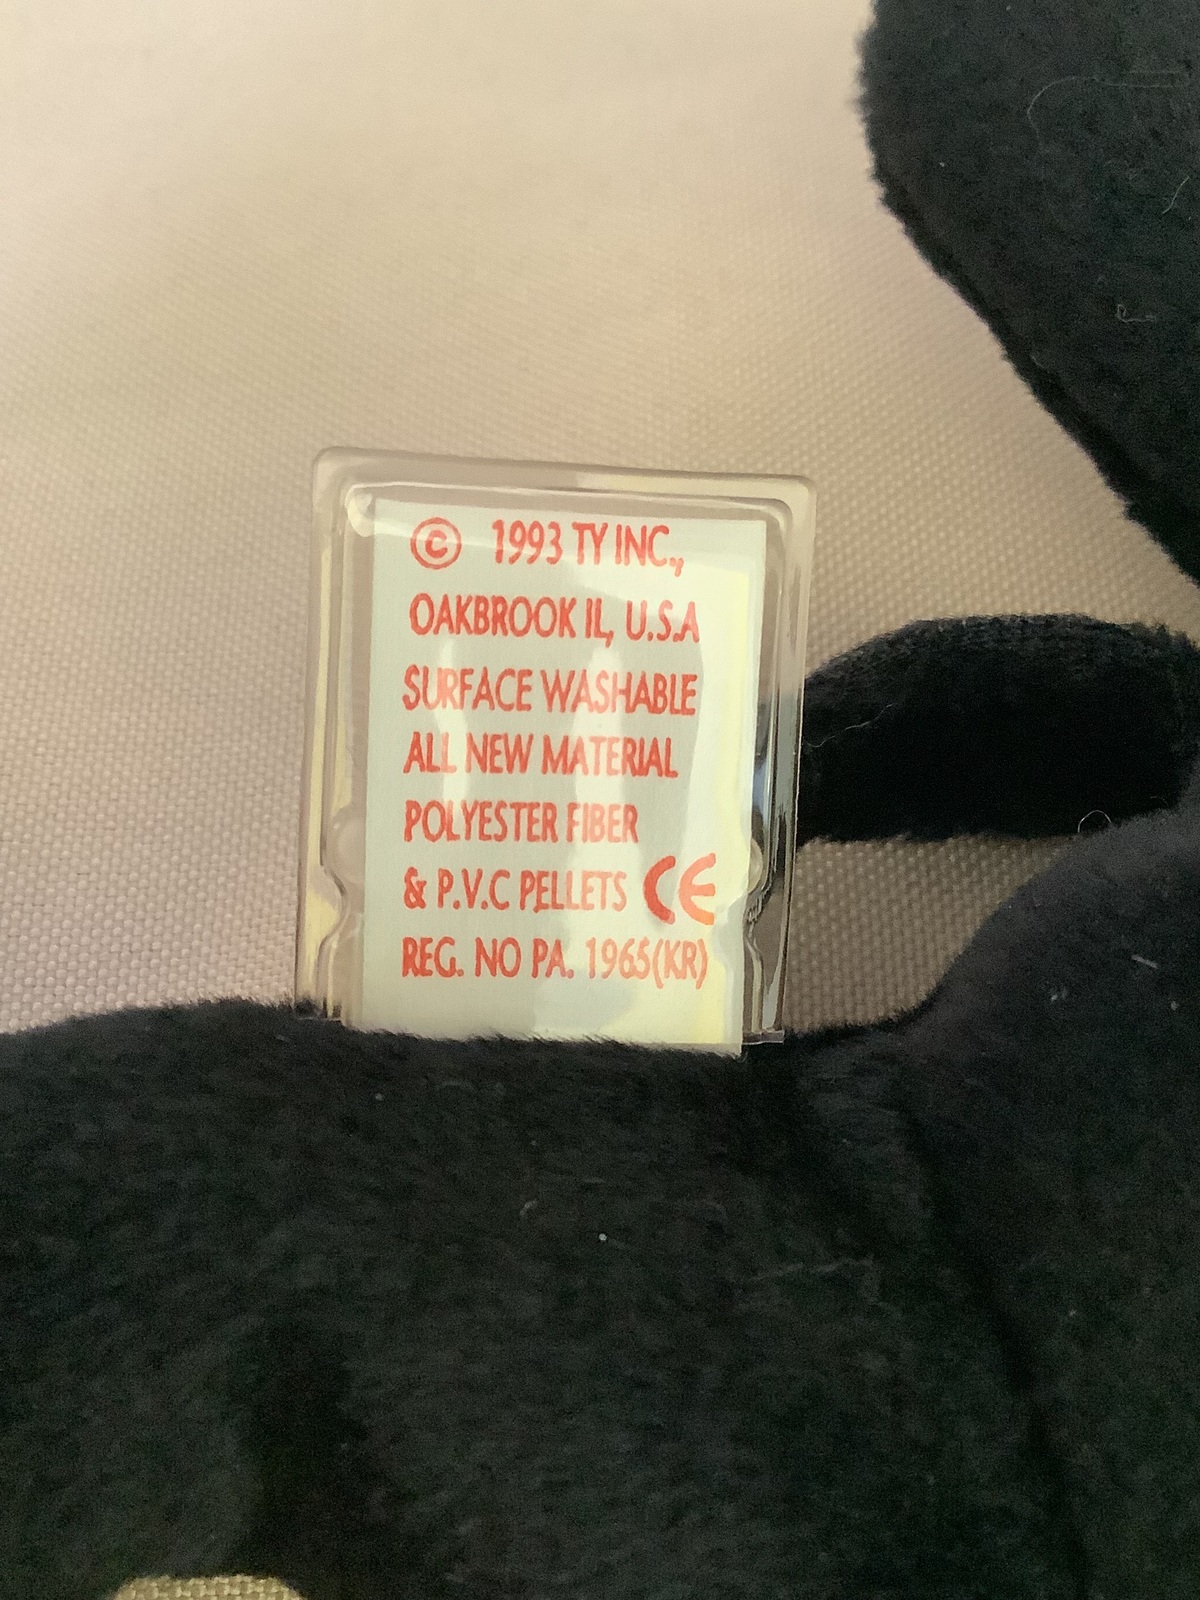 © 1993 TY INC.,
OAKBROOK IL, U.S.A
SURFACE WASHABLE
ALL NEW MATERIAL
POLYESTER FIBER
& P.V.C PELLETS CE
REG. NO PA. 1965(KR)